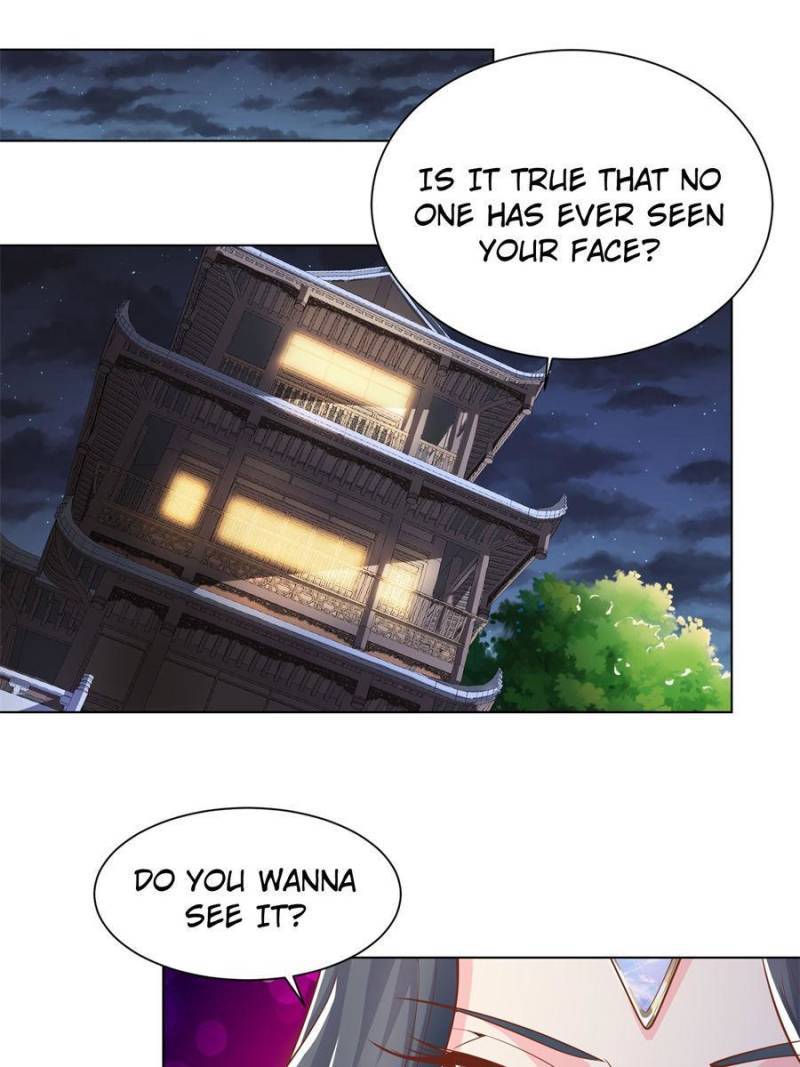 IS IT TRUE THAT NO
ONE HAS EVER SEEN
YOUR FACE?
DO YOU WANNA
SEE IT?